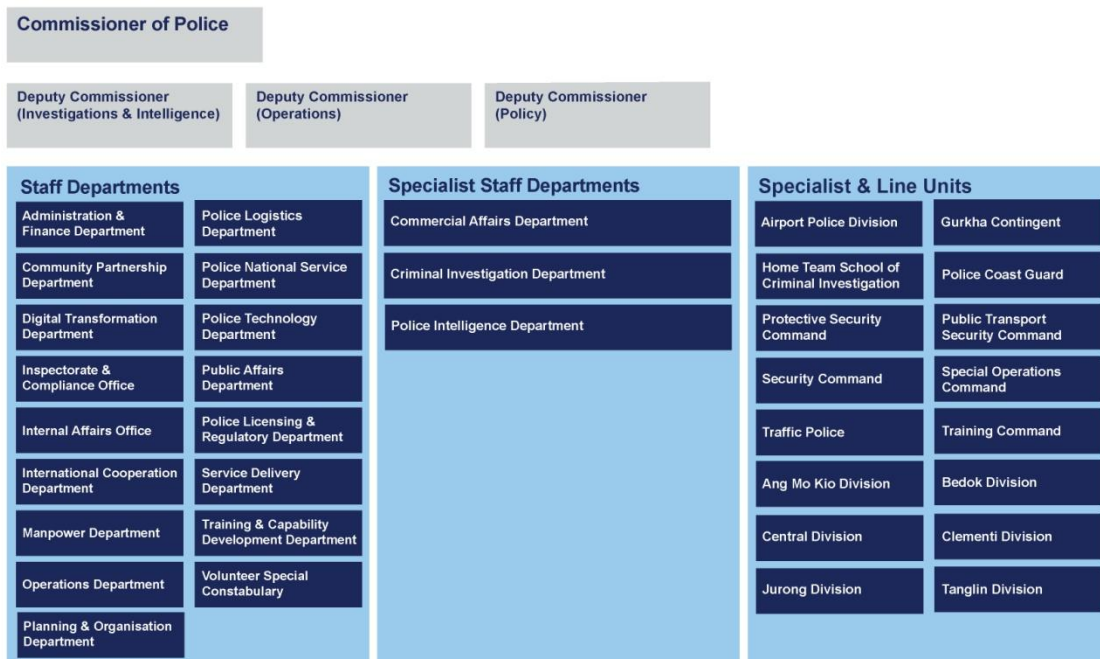 Commissioner of Police
Deputy Commissioner
(Investigations & Intelligence)
Deputy Commissioner
(Operations)
Deputy Commissioner
(Policy)
Staff Departments
Administration &
Finance Department
Community Partnership
Department
Digital Transformation
Department
Inspectorate &
Compliance Office
Internal Affairs Office
International Cooperation
Department
Manpower Department
Operations Department
Planning & Organisation
Department
Police Logistics
Department
Police National Service
Department
Police Technology
Department
Public Affairs
Department
Police Licensing &
Regulatory Department
Service Delivery
Department
Training & Capability
Development Department
Volunteer Special
Constabulary
Specialist Staff Departments
Commercial Affairs Department
Criminal Investigation Department
Police Intelligence Department
Specialist & Line Units
Airport Police Division
Home Team School of
Criminal Investigation
Protective Security
Command
Security Command
Traffic Police
Ang Mo Kio Division
Central Division
Jurong Division
Gurkha Contingent
Police Coast Guard
Public Transport
Security Command
Special Operations
Command
Training Command
Bedok Division
Clementi Division
Tanglin Division